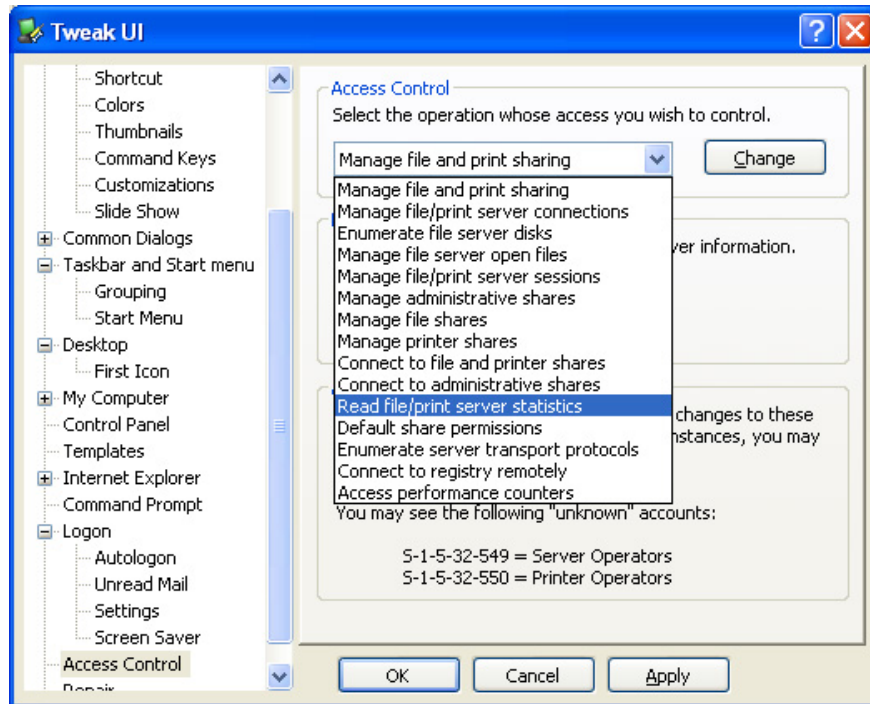 Tweak UI
Shortcut
Colors
Thumbnails
Command Keys
Customizations
Slide Show
Common Dialogs
Taskbar and Start menu
Grouping
Start Menu
Desktop
First Icon
My Computer
Control Panel
Templates
Internet Explorer
Command Prompt
Logon
Autologon
Unread Mail
Settings
Screen Saver
Access Control
Repair
Access Control
Select the operation whose access you wish to control.
Manage file and print sharing
Change
Manage file and print sharing
Manage file/print server connections
Enumerate file server disks
Manage file server open files
Manage file/print server sessions
Manage administrative shares
Manage file shares
Manage printer shares
Connect to file and printer shares
Connect to administrative shares
Read file/print server statistics
Default share permissions
Enumerate server transport protocols
Connect to registry remotely
Access performance counters
ver information.
changes to these
nstances, you may
You may see the following "unknown" accounts:
S-1-5-32-549 = Server Operators
S-1-5-32-550 = Printer Operators
OK
Cancel
Apply